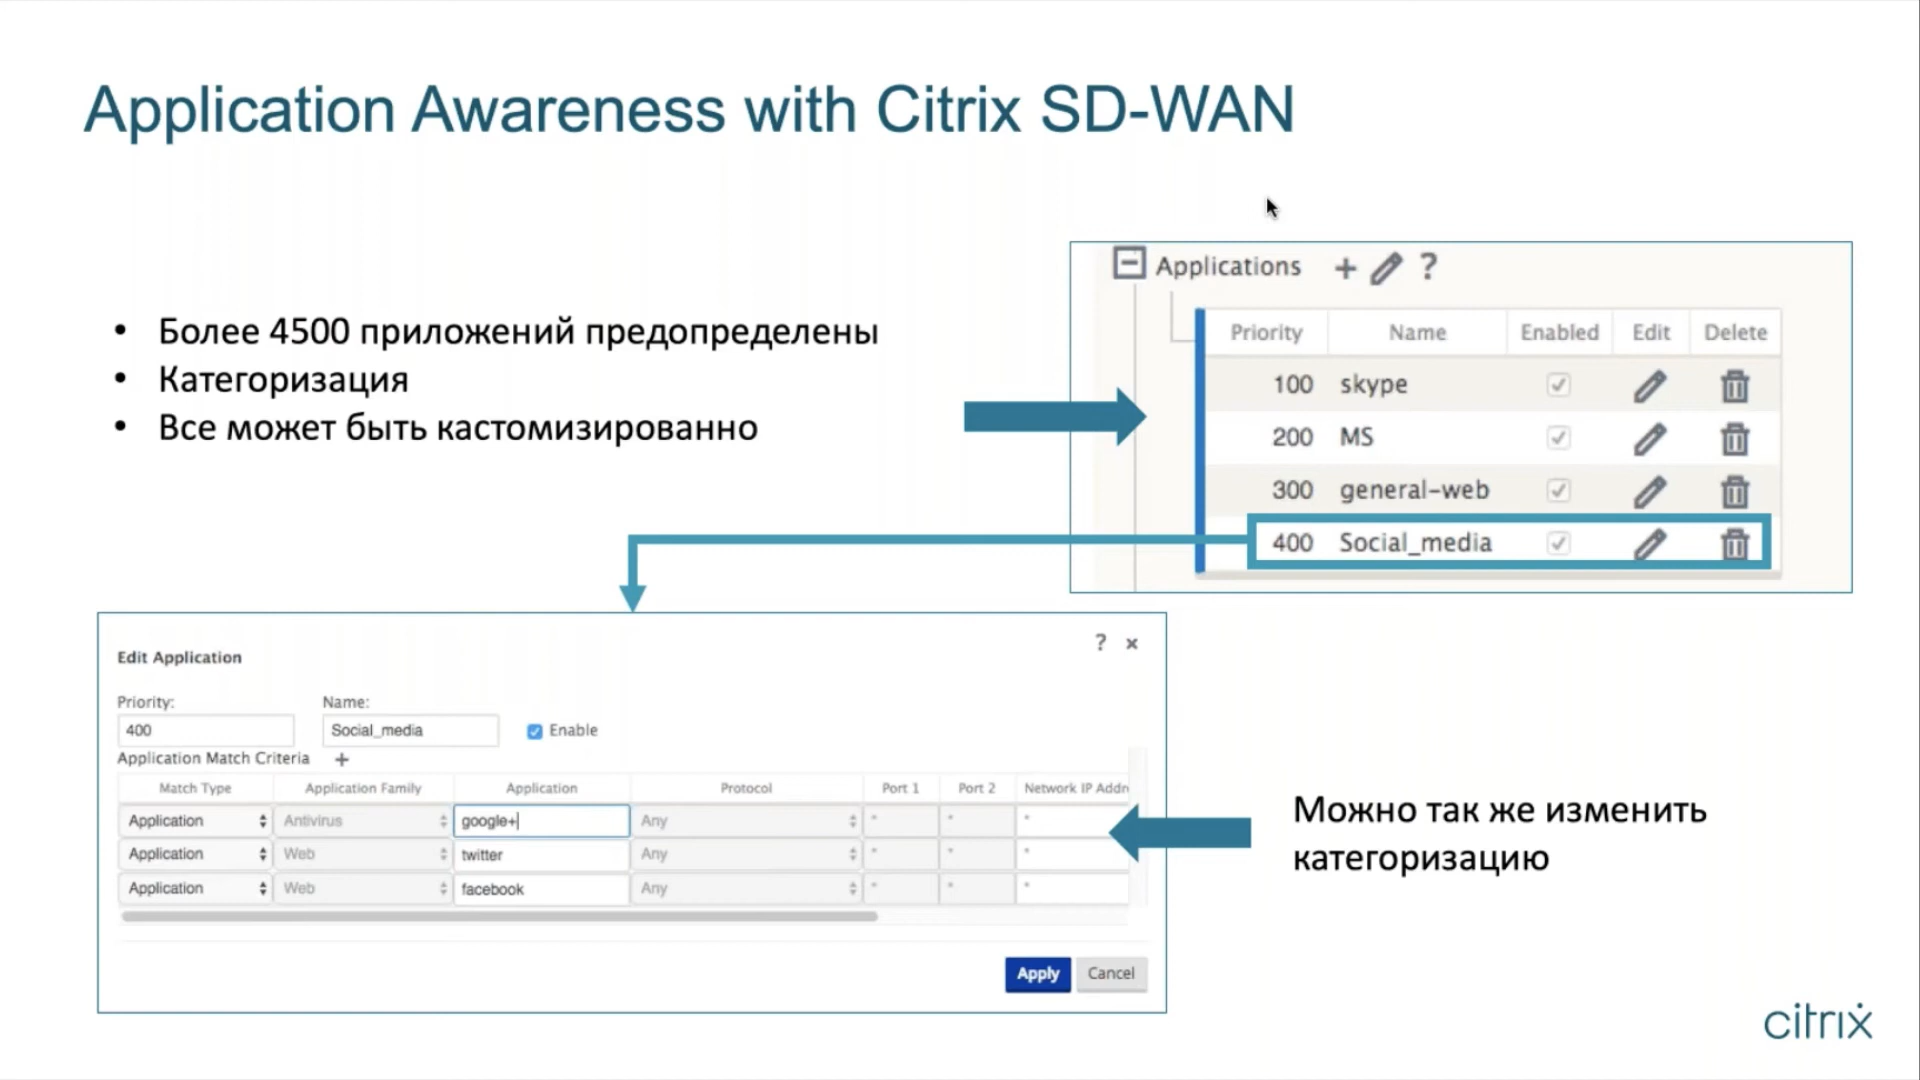 Application Awareness with Citrix SD-WAN
• Более 4500 приложений предопределены
• Категоризация
• Все может быть кастомизированно
Applications + ?
Priority Name Enabled Edit Delete
100 skype
200 MS
300 general-web
400 Social_media
Edit Application ? ×
Priority: Name:
400 Social_media Enable
Application Match Criteria +
Match Type Application Family Application Protocol Port 1 Port 2 Network IP Addr
Application Antivirus google+ Any * * *
Application Web twitter Any * * *
Application Web facebook Any * * *
Apply Cancel
Можно так же изменить
категоризацию
citrix